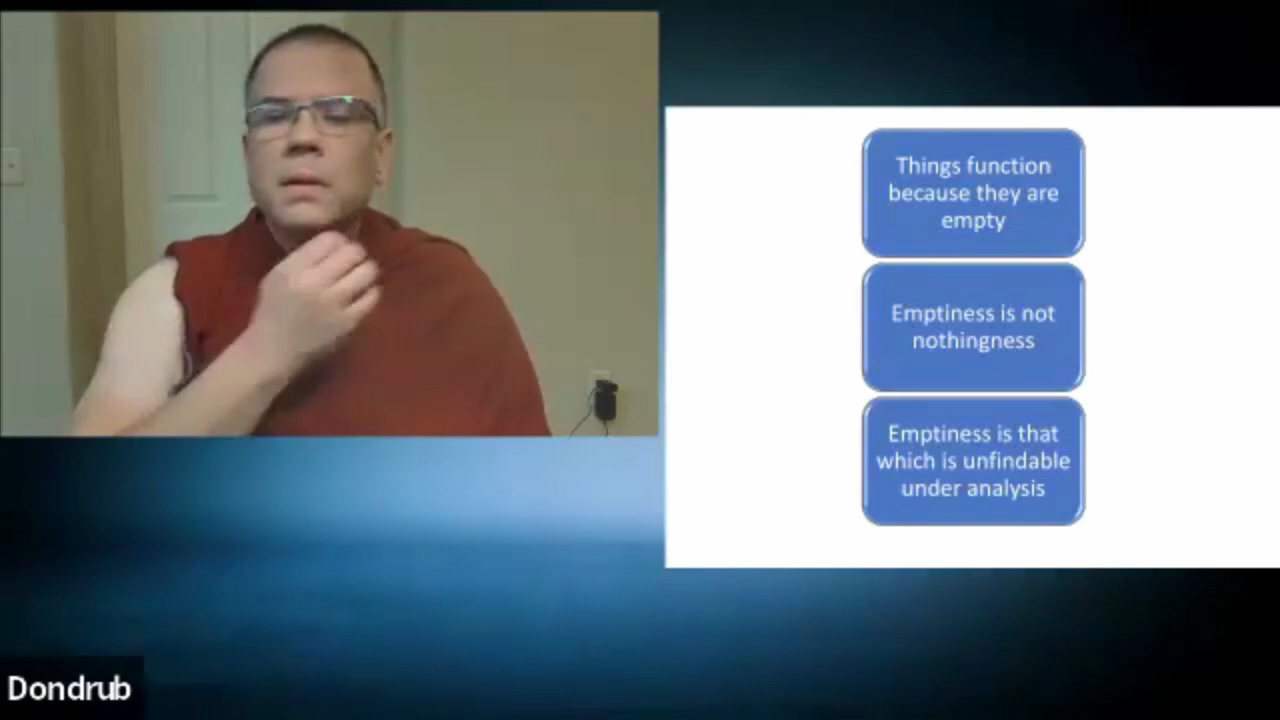 Things function
because they are
empty
Emptiness is not
nothingness
Emptiness is that
which is unfindable
under analysis
Dondrub